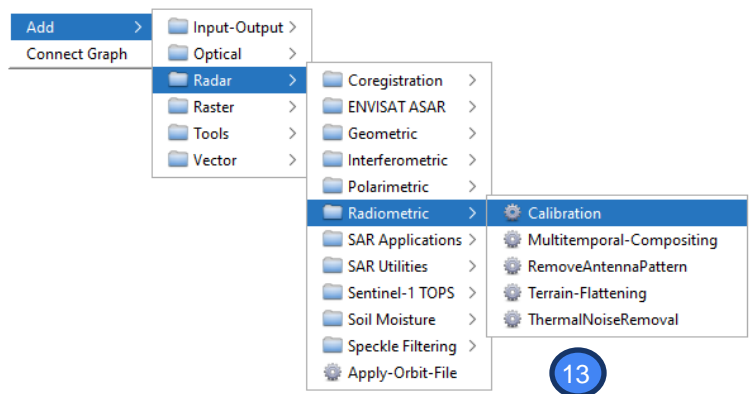 Add >
Connect Graph
Input-Output >
Optical >
Radar >
Raster >
Tools >
Vector >
Coregistration >
ENVISAT ASAR >
Geometric >
Interferometric >
Polarimetric >
Radiometric >
SAR Applications >
SAR Utilities >
Sentinel-1 TOPS >
Soil Moisture >
Speckle Filtering >
Apply-Orbit-File
Calibration
Multitemporal-Compositing
RemoveAntennaPattern
Terrain-Flattening
ThermalNoiseRemoval
13